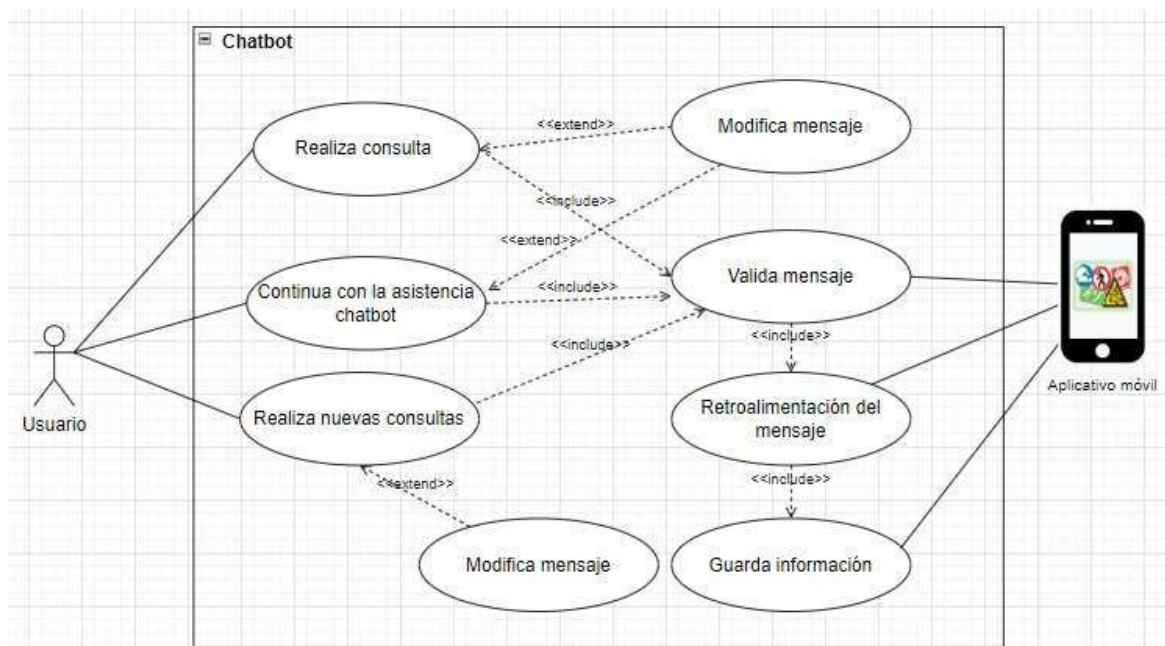 Chatbot
Realiza consulta
<<extend>>
Modifica mensaje
<<include>>
<<extend>>
Continua con la asistencia
chatbot
<<include>>
Valida mensaje
<<include>>
<<include>>
Usuario
Aplicativo móvil
Realiza nuevas consultas
Retroalimentación del
mensaje
<<extend>>
<<include>>
Modifica mensaje
Guarda información